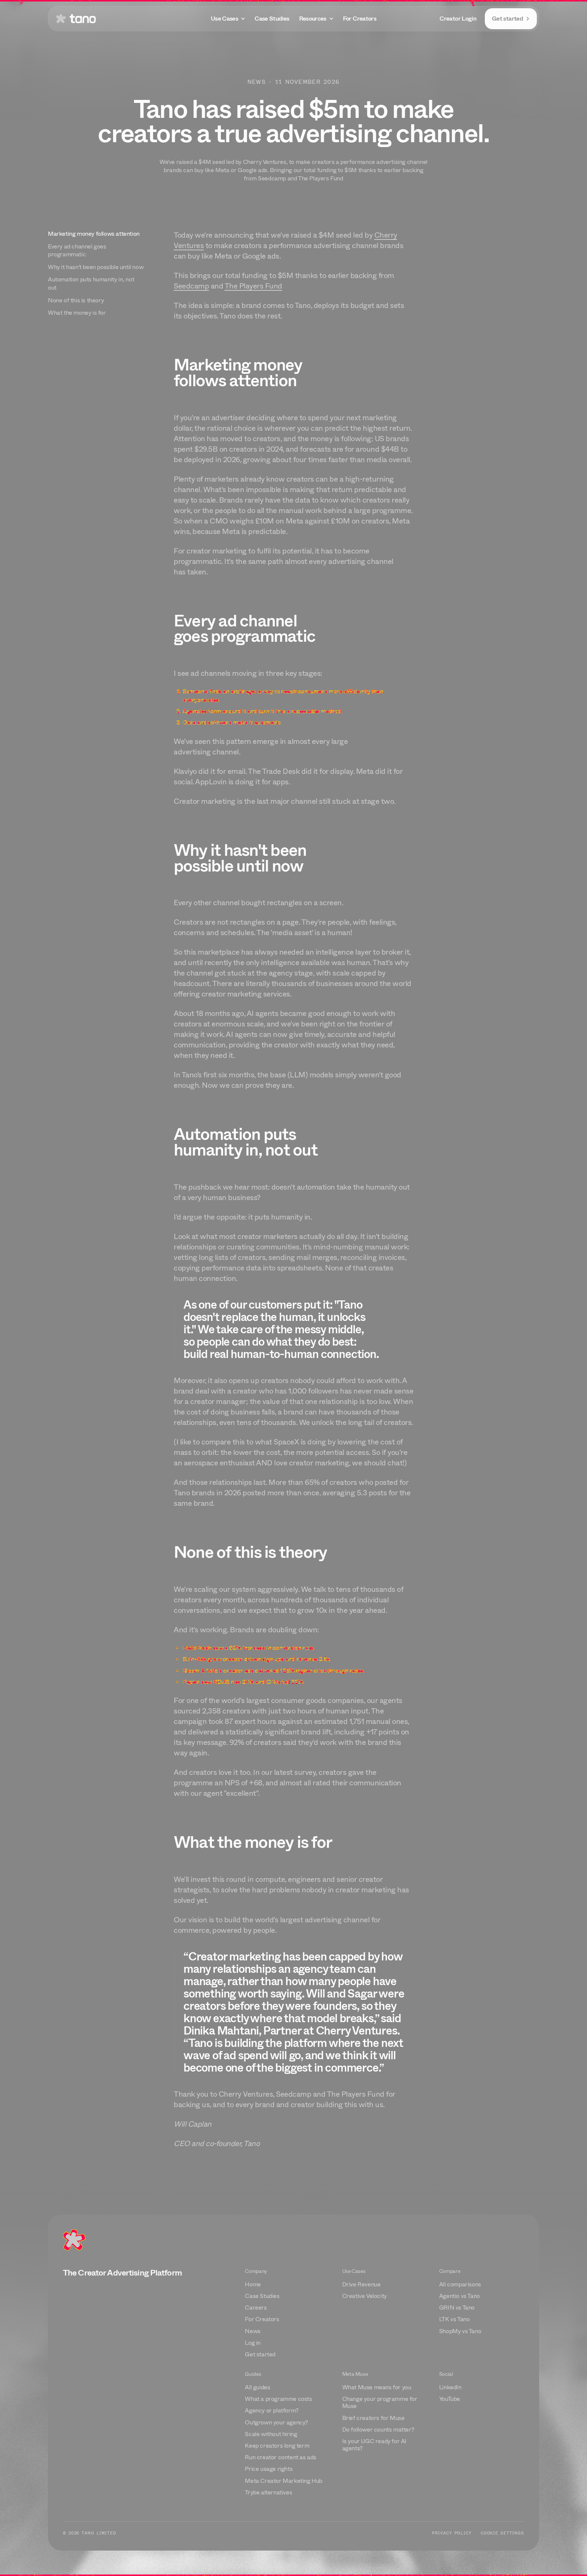 tano
Use Cases
Case Studies
Resources
For Creators
Creator Login
Get started
NEWS · 11 NOVEMBER 2026
Tano has raised $5m to make
creators a true advertising channel.
We've raised a $4M seed led by Cherry Ventures, to make creators a performance advertising channel
brands can buy like Meta or Google ads. Bringing our total funding to $5M thanks to earlier backing
from Seedcamp and The Players Fund
Marketing money follows attention
Every ad channel goes
programmatic
Why it hasn't been possible until now
Automation puts humanity in, not
out
None of this is theory
What the money is for
Today we're announcing that we've raised a $4M seed led by Cherry
Ventures to make creators a performance advertising channel brands
can buy like Meta or Google ads.
This brings our total funding to $5M thanks to earlier backing from
Seedcamp and The Players Fund
The idea is simple: a brand comes to Tano, deploys its budget and sets
its objectives. Tano does the rest.
Marketing money
follows attention
If you're an advertiser deciding where to spend your next marketing
dollar, the rational choice is wherever you can predict the highest return.
Attention has moved to creators, and the money is following: US brands
spent $29.5B on creators in 2024, and forecasts are for around $44B to
be deployed in 2026, growing about four times faster than media overall.
Plenty of marketers already know creators can be a high-returning
channel. What's been impossible is making that return predictable and
easy to scale. Brands rarely have the data to know which creators really
work, or the people to do all the manual work behind a large programme.
So when a CMO weighs £10M on Meta against £10M on creators, Meta
wins, because Meta is predictable.
For creator marketing to fulfil its potential, it has to become
programmatic. It's the same path almost every advertising channel
has taken.
Every ad channel
goes programmatic
I see ad channels moving in three key stages:
We've seen this pattern emerge in almost every large
advertising channel.
Klaviyo did it for email. The Trade Desk did it for display. Meta did it for
social. AppLovin is doing it for apps.
Creator marketing is the last major channel still stuck at stage two.
Why it hasn't been
possible until now
Every other channel bought rectangles on a screen.
Creators are not rectangles on a page. They're people, with feelings,
concerns and schedules. The 'media asset' is a human!
So this marketplace has always needed an intelligence layer to broker it,
and until recently the only intelligence available was human. That's why
the channel got stuck at the agency stage, with scale capped by
headcount. There are literally thousands of businesses around the world
offering creator marketing services.
About 18 months ago, AI agents became good enough to work with
creators at enormous scale, and we've been right on the frontier of
making it work. AI agents can now give timely, accurate and helpful
communication, providing the creator with exactly what they need,
when they need it.
In Tano's first six months, the base (LLM) models simply weren't good
enough. Now we can prove they are.
Automation puts
humanity in, not out
The pushback we hear most: doesn't automation take the humanity out
of a very human business?
I'd argue the opposite: it puts humanity in.
Look at what most creator marketers actually do all day. It isn't building
relationships or creating communities. It's mind-numbing manual work:
vetting long lists of creators, sending mail merges, reconciling invoices,
copying performance data into spreadsheets. None of that creates
human connection.
As one of our customers put it: "Tano
doesn't replace the human, it unlocks
it." We take care of the messy middle,
so people can do what they do best:
build real human-to-human connection.
Moreover, it also opens up creators nobody could afford to work with. A
brand deal with a creator who has 1,000 followers has never made sense
for a creator manager; the value of that one relationship is too low. When
the cost of doing business falls, a brand can have thousands of those
relationships, even tens of thousands. We unlock the long tail of creators.
(I like to compare this to what SpaceX is doing by lowering the cost of
mass to orbit: the lower the cost, the more potential access. So if you're
an aerospace enthusiast AND love creator marketing, we should chat!)
And those relationships last. More than 65% of creators who posted for
Tano brands in 2026 posted more than once, averaging 5.3 posts for the
same brand.
None of this is theory
We're scaling our system aggressively. We talk to tens of thousands of
creators every month, across hundreds of thousands of individual
conversations, and we expect that to grow 10x in the year ahead.
And it's working. Brands are doubling down:
For one of the world's largest consumer goods companies, our agents
sourced 2,358 creators with just two hours of human input. The
campaign took 87 expert hours against an estimated 1,751 manual ones,
and delivered a statistically significant brand lift, including +17 points on
its key message. 92% of creators said they'd work with the brand this
way again.
And creators love it too. In our latest survey, creators gave the
programme an NPS of +68, and almost all rated their communication
with our agent "excellent".
What the money is for
We'll invest this round in compute, engineers and senior creator
strategists, to solve the hard problems nobody in creator marketing has
solved yet.
Our vision is to build the world's largest advertising channel for
commerce, powered by people.
“Creator marketing has been capped by how
many relationships an agency team can
manage, rather than how many people have
something worth saying. Will and Sagar were
creators before they were founders, so they
know exactly where that model breaks,” said
Dinika Mahtani, Partner at Cherry Ventures.
“Tano is building the platform where the next
wave of ad spend will go, and we think it will
become one of the biggest in commerce.”
Thank you to Cherry Ventures, Seedcamp and The Players Fund for
backing us, and to every brand and creator building this with us.
Will Caplan
CEO and co-founder, Tano
The Creator Advertising Platform
Company
Home
Case Studies
Careers
For Creators
News
Log in
Get started
Use Cases
Drive Revenue
Creative Velocity
Compare
All comparisons
Agentio vs Tano
GRIN vs Tano
LTK vs Tano
ShopMy vs Tano
Guides
All guides
What a programme costs
Agency or platform?
Outgrown your agency?
Scale without hiring
Keep creators long term
Run creator content as ads
Price usage rights
Meta Creator Marketing Hub
Trybe alternatives
Meta Muse
What Muse means for you
Change your programme for
Muse
Brief creators for Muse
Do follower counts matter?
Is your UGC ready for AI
agents?
Social
LinkedIn
YouTube
© 2026 TANO LIMITED
PRIVACY POLICY
COOKIE SETTINGS